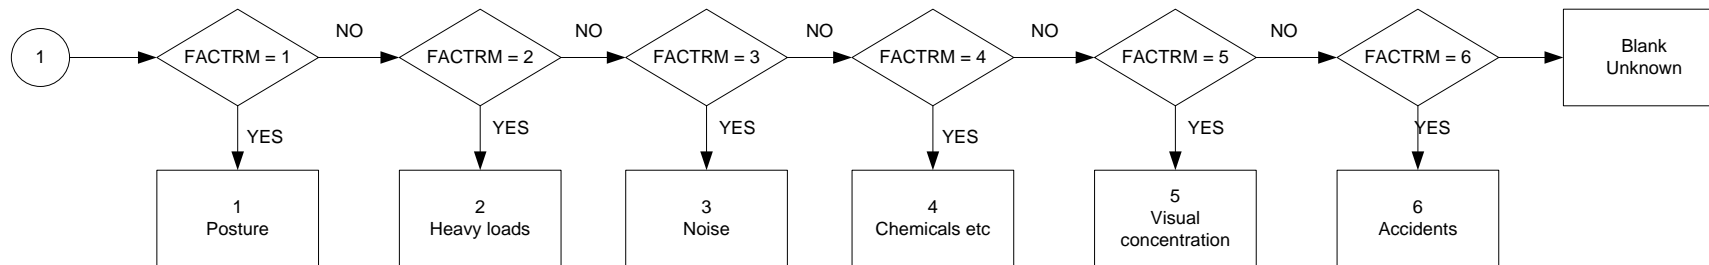 1
FACTRM = 1
NO
FACTRM = 2
NO
FACTRM = 3
NO
FACTRM = 4
NO
FACTRM = 5
NO
FACTRM = 6
Blank
Unknown
YES
YES
YES
YES
YES
YES
1
Posture
2
Heavy loads
3
Noise
4
Chemicals etc
5
Visual
concentration
6
Accidents